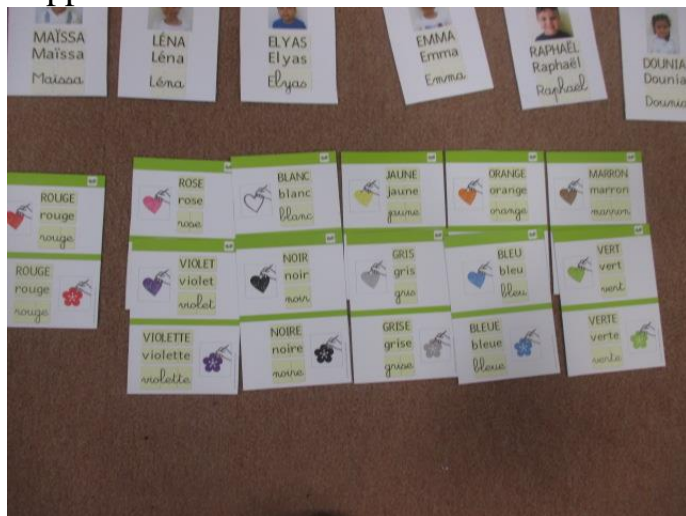 MAÏSSA
Maïssa
Maïssa
LÉNA
Léna
Léna
ELYAS
Elyas
Elyas
EMMA
Emma
Emma
RAPHAËL
Raphaël
Raphaël
DOUNIA
Dounia
Dounia
ROUGE
rouge
rouge
ROUGE
rouge
rouge
ROSE
rose
rose
BLANC
blanc
blanc
JAUNE
jaune
jaune
ORANGE
orange
orange
MARRON
marron
marron
VIOLET
violet
violet
NOIR
noir
noir
GRIS
gris
gris
BLEU
bleu
bleu
VERT
vert
vert
VIOLETTE
violette
violette
NOIRE
noire
noire
GRISE
grise
grise
BLEUE
bleue
bleue
VERTE
verte
verte